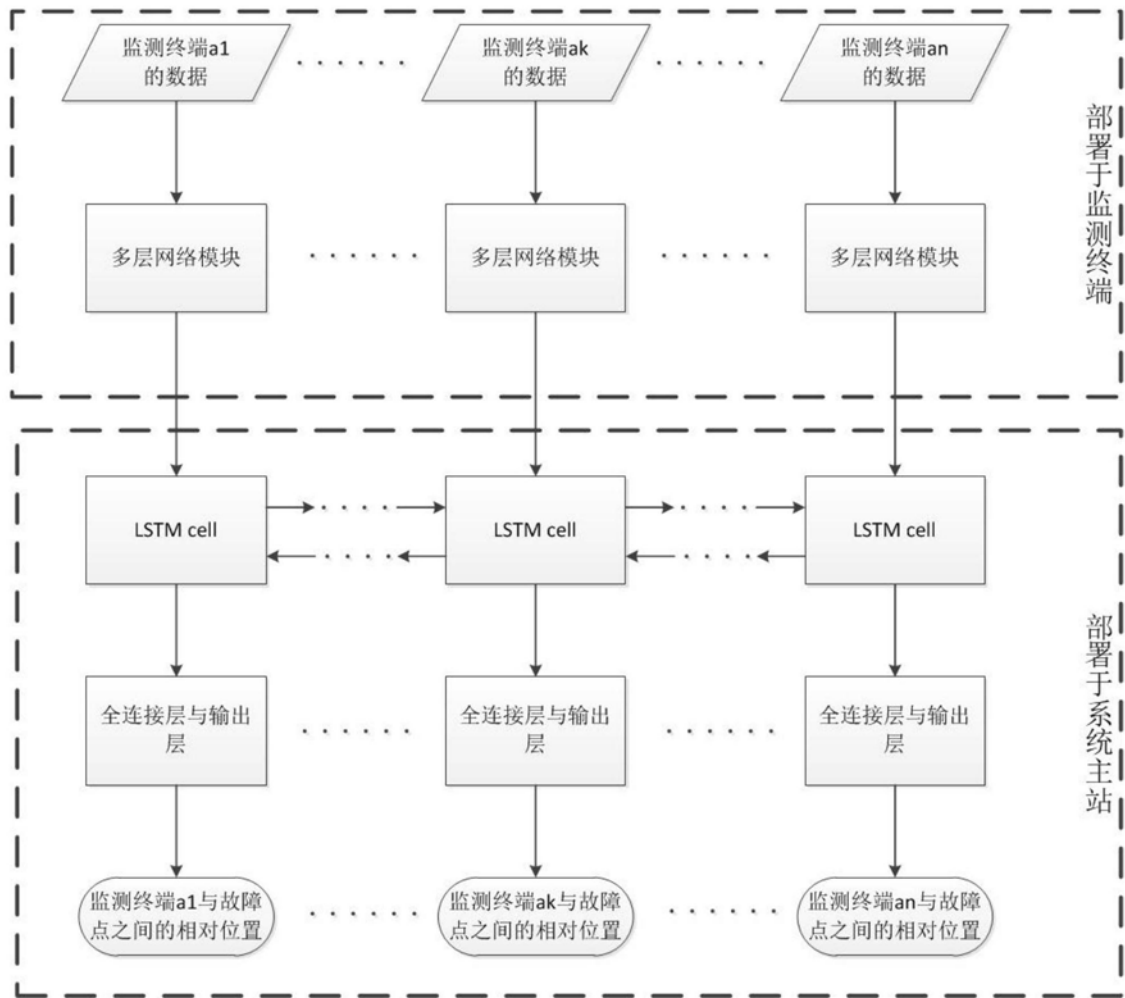 监测终端a1
的数据
监测终端ak
的数据
监测终端an
的数据
部署于监测终端
多层网络模块
多层网络模块
多层网络模块
LSTM cell
LSTM cell
LSTM cell
部署于系统主站
全连接层与输出
层
全连接层与输出
层
全连接层与输出
层
监测终端a1与故障
点之间的相对位置
监测终端ak与故障
点之间的相对位置
监测终端an与故障
点之间的相对位置